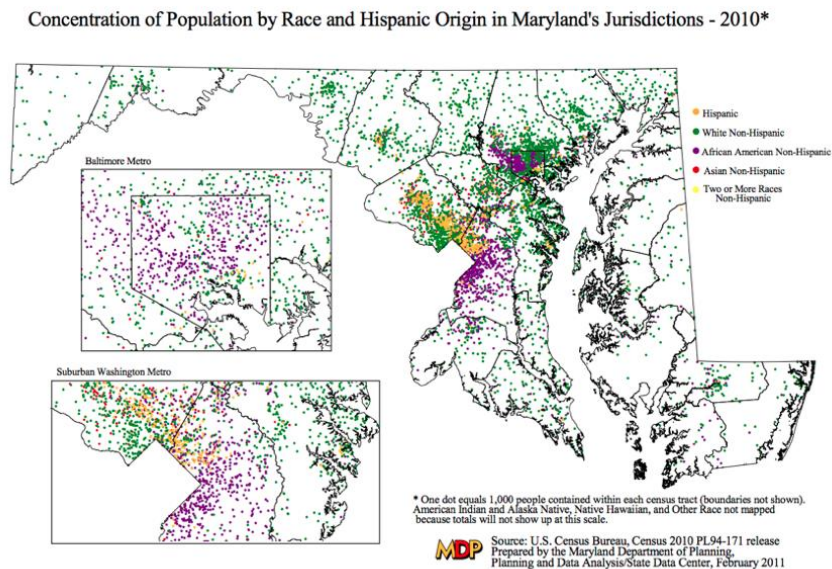 Concentration of Population by Race and Hispanic Origin in Maryland's Jurisdictions - 2010*
Hispanic
White Non-Hispanic
African American Non-Hispanic
Asian Non-Hispanic
Two or More Races
Non-Hispanic
Baltimore Metro
Suburban Washington Metro
* One dot equals 1,000 people contained within each census tract (boundaries not shown).
American Indian and Alaska Native, Native Hawaiian, and Other Race not mapped
because totals will not show up at this scale.
MDP
Source: U.S. Census Bureau, Census 2010 PL94-171 release
Prepared by the Maryland Department of Planning,
Planning and Data Analysis/State Data Center, February 2011